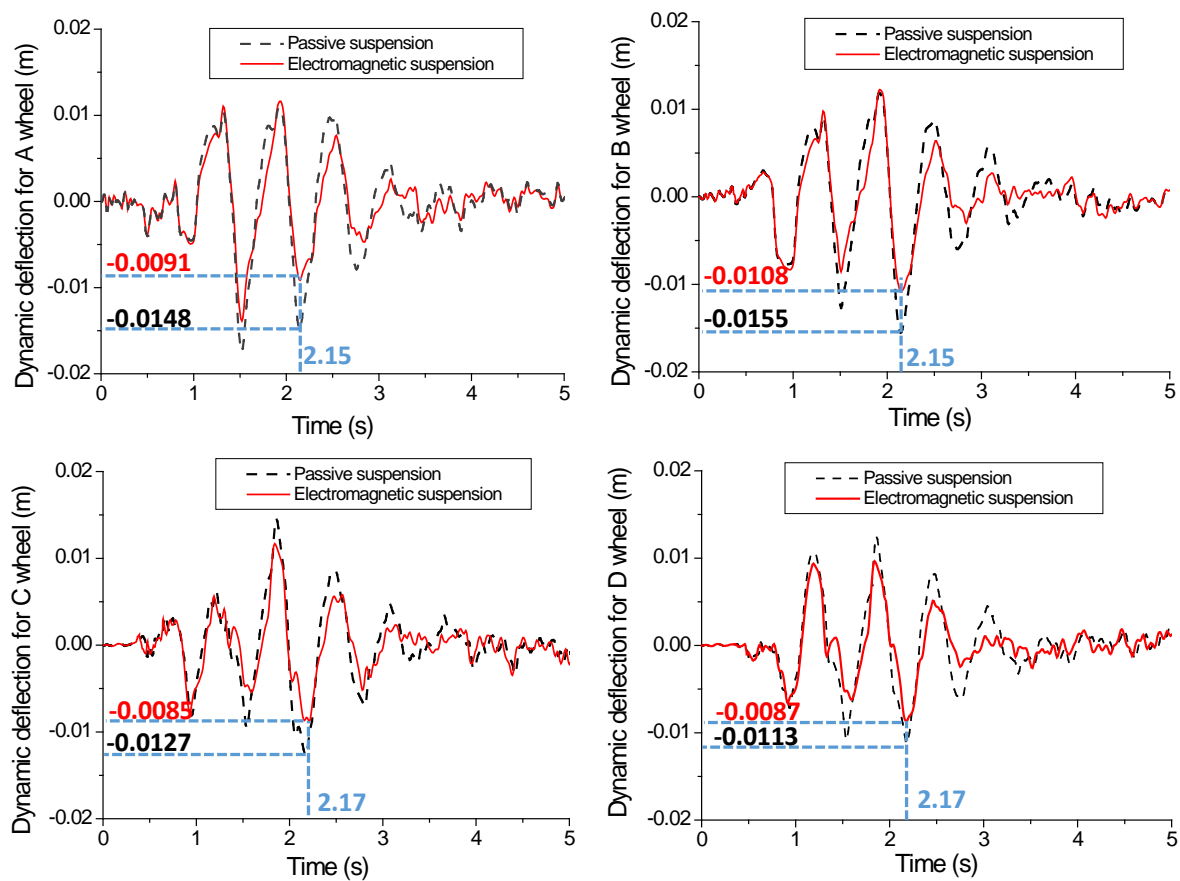 Dynamic deflection for A wheel (m)
0.02
0.01
0.00
-0.01
-0.02
Passive suspension
Electromagnetic suspension
-0.0091
-0.0148
2.15
0 1 2 3 4 5
Time (s)
Dynamic deflection for B wheel (m)
0.02
0.01
0.00
-0.01
-0.02
Passive suspension
Electromagnetic suspension
-0.0108
-0.0155
2.15
0 1 2 3 4 5
Time (s)
Dynamic deflection for C wheel (m)
0.02
0.01
0.00
-0.01
-0.02
Passive suspension
Electromagnetic suspension
-0.0085
-0.0127
2.17
0 1 2 3 4 5
Time (s)
Dynamic deflection for D wheel (m)
0.02
0.01
0.00
-0.01
-0.02
Passive suspension
Electromagnetic suspension
-0.0087
-0.0113
2.17
0 1 2 3 4 5
Time (s)